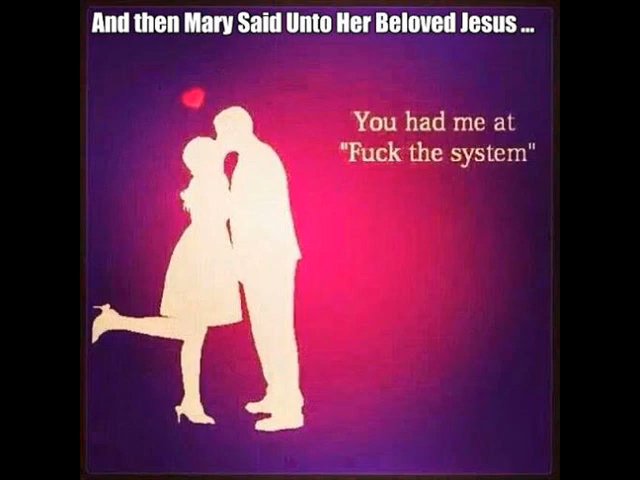 And then Mary Said Unto Her Beloved Jesus ...
You had me at
"Fuck the system"